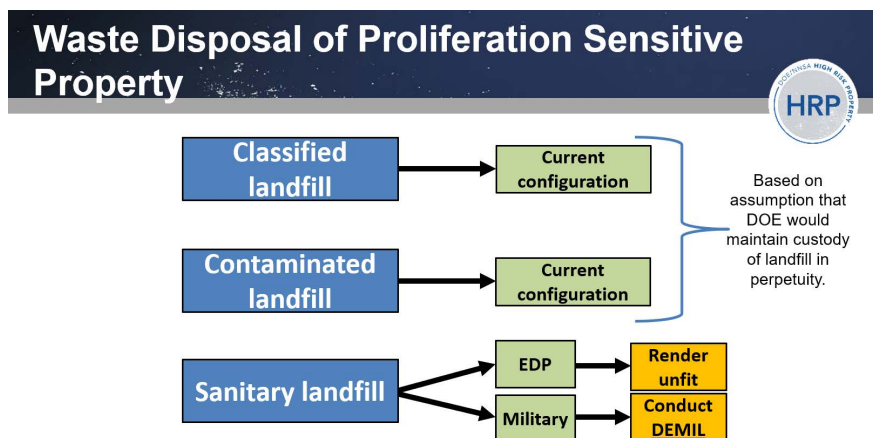 Waste Disposal of Proliferation Sensitive
Property
DOE/NNSA HIGH RISK PROPERTY
HRP
Classified
landfill
Current
configuration
Based on
assumption that
DOE would
maintain custody
of landfill in
perpetuity.
Contaminated
landfill
Current
configuration
Sanitary landfill
EDP
Render
unfit
Military
Conduct
DEMIL